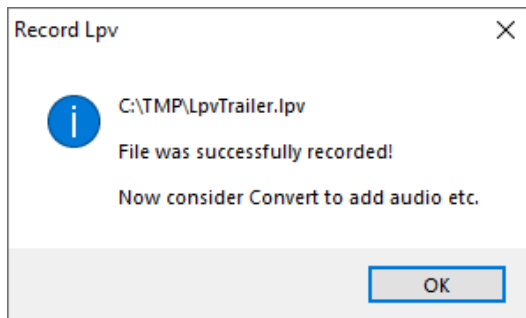 Record Lpv
C:\TMP\LpvTrailer.lpv
File was successfully recorded!
Now consider Convert to add audio etc.
OK